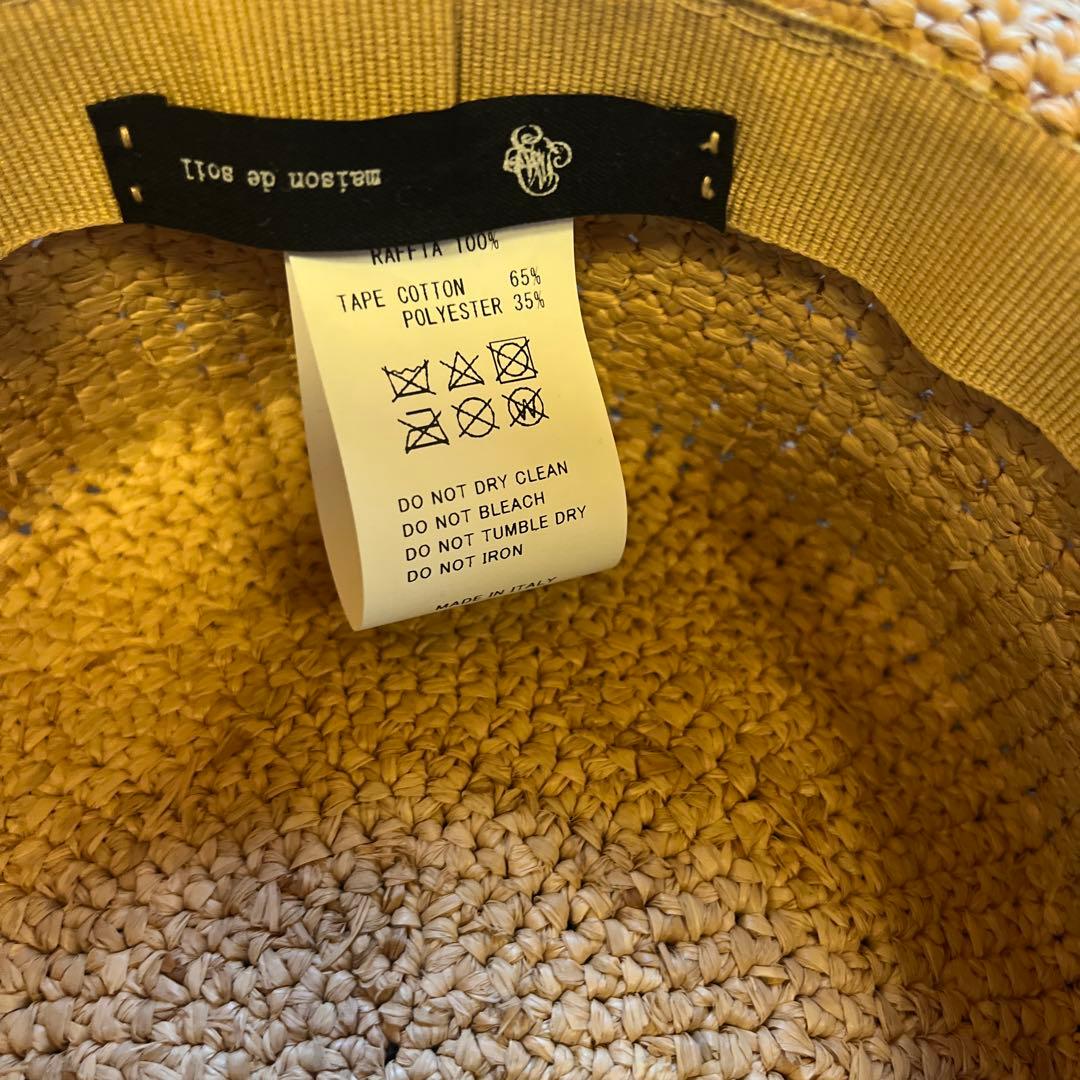 maison de soil
RAFFIA 100%
TAPE COTTON 65%
POLYESTER 35%
W
DO NOT DRY CLEAN
DO NOT BLEACH
DO NOT TUMBLE DRY
DO NOT IRON
MADE IN ITALY